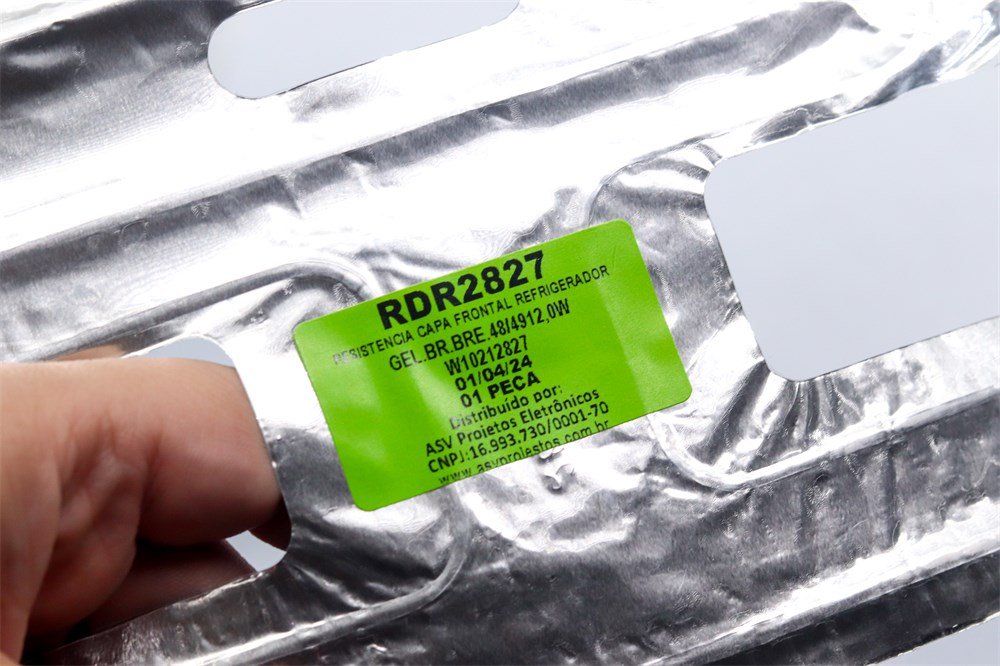 RDR2827
RESISTENCIA CAPA FRONTAL REFRIGERADOR
GEL.BR.BRE.48/4912,0W
W10212827
01/04/24
01 PECA
Distribuido por:
ASV Projetos Eletrônicos
CNPJ:16.993.730/0001-70
www.asvprojestos.com.br